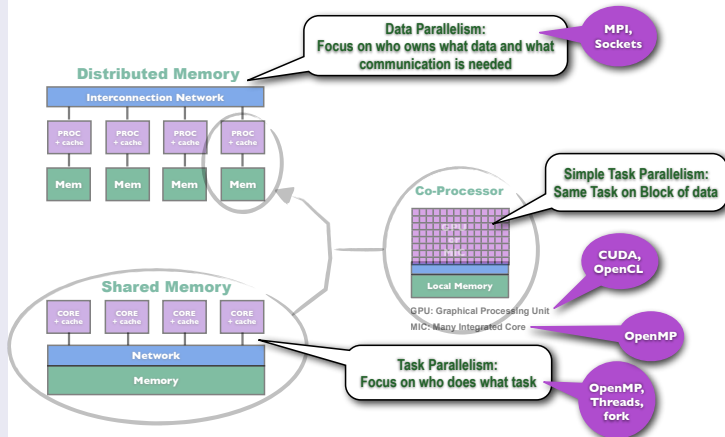 Data Parallelism:
Focus on who owns what data and what
communication is needed
MPI,
Sockets
Distributed Memory
Interconnection Network
PROC
+ cache
PROC
+ cache
PROC
+ cache
PROC
+ cache
Mem
Mem
Mem
Mem
Simple Task Parallelism:
Same Task on Block of data
Co-Processor
GPU
or
MIC
Local Memory
CUDA,
OpenCL
GPU: Graphical Processing Unit
MIC: Many Integrated Core
OpenMP
Shared Memory
CORE
+ cache
CORE
+ cache
CORE
+ cache
CORE
+ cache
Network
Memory
Task Parallelism:
Focus on who does what task
OpenMP,
Threads,
fork